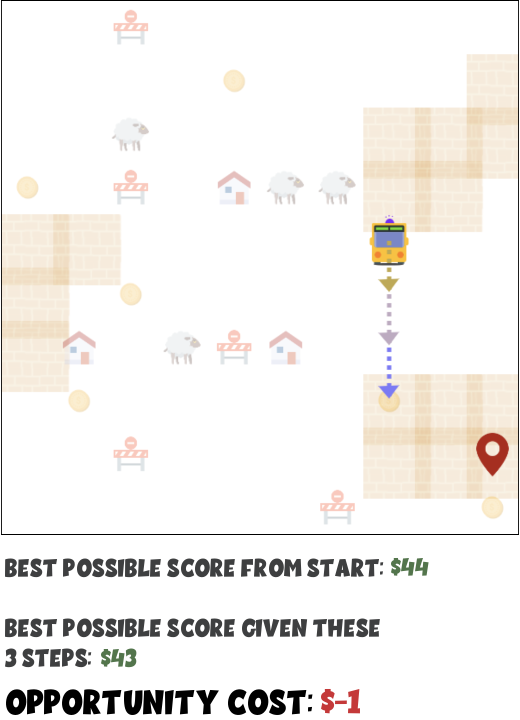 BEST POSSIBLE SCORE FROM START: $44
BEST POSSIBLE SCORE GIVEN THESE
3 STEPS: $43
OPPORTUNITY COST: $-1